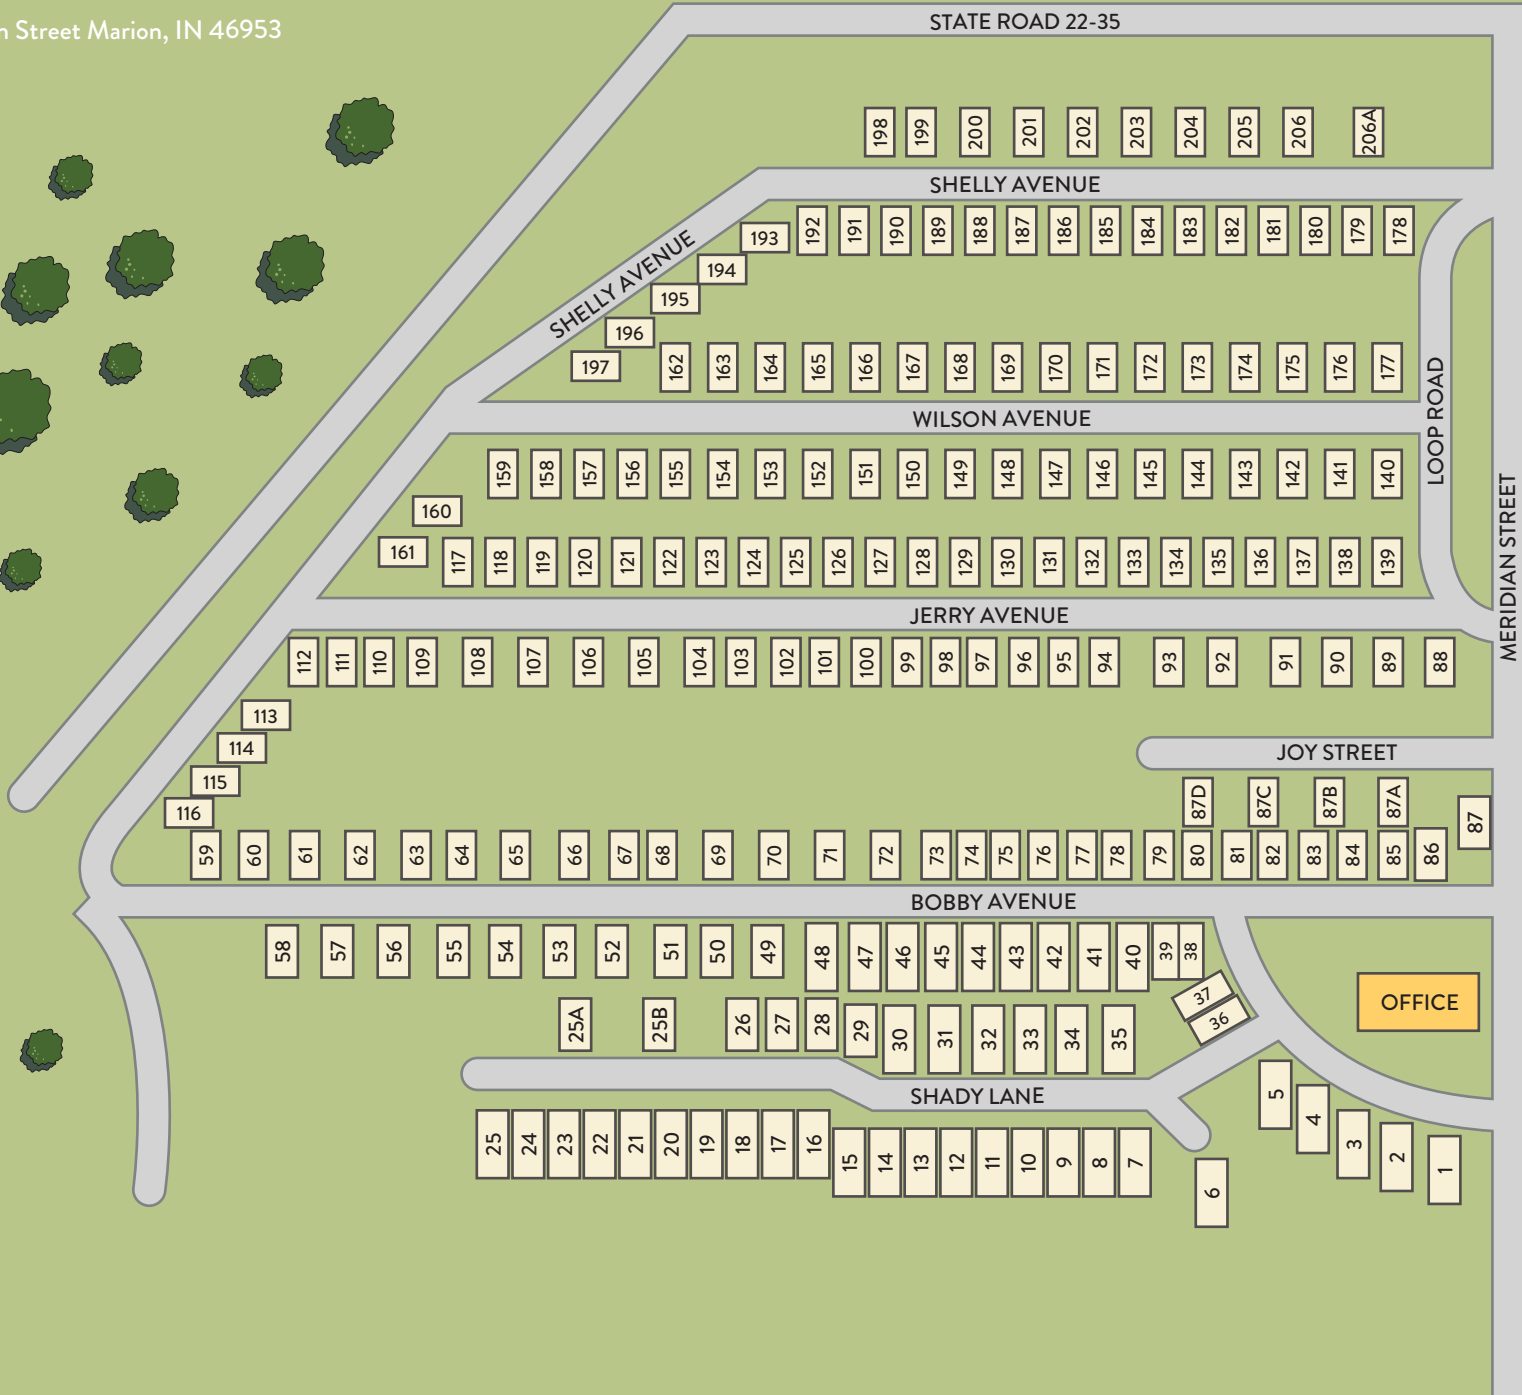 n Street Marion, IN 46953
STATE ROAD 22-35
198 199 200 201 202 203 204 205 206 206A
SHELLY AVENUE
192 191 190 189 188 187 186 185 184 183 182 181 180 179 178
193
SHELLY AVENUE
194
195
196
197
162 163 164 165 166 167 168 169 170 171 172 173 174 175 176 177
WILSON AVENUE
LOOP ROAD
MERIDIAN STREET
159 158 157 156 155 154 153 152 151 150 149 148 147 146 145 144 143 142 141 140
160
161
117 118 119 120 121 122 123 124 125 126 127 128 129 130 131 132 133 134 135 136 137 138 139
JERRY AVENUE
112 111 110 109 108 107 106 105 104 103 102 101 100 99 98 97 96 95 94 93 92 91 90 89 88
113
114
115
116
JOY STREET
87D 87C 87B 87A 87
59 60 61 62 63 64 65 66 67 68 69 70 71 72 73 74 75 76 77 78 79 80 81 82 83 84 85 86
BOBBY AVENUE
58 57 56 55 54 53 52 51 50 49 48 47 46 45 44 43 42 41 40 39 38
37
36
OFFICE
25A 25B 26 27 28 29 30 31 32 33 34 35
SHADY LANE
25 24 23 22 21 20 19 18 17 16 15 14 13 12 11 10 9 8 7
6
5
4
3
2
1